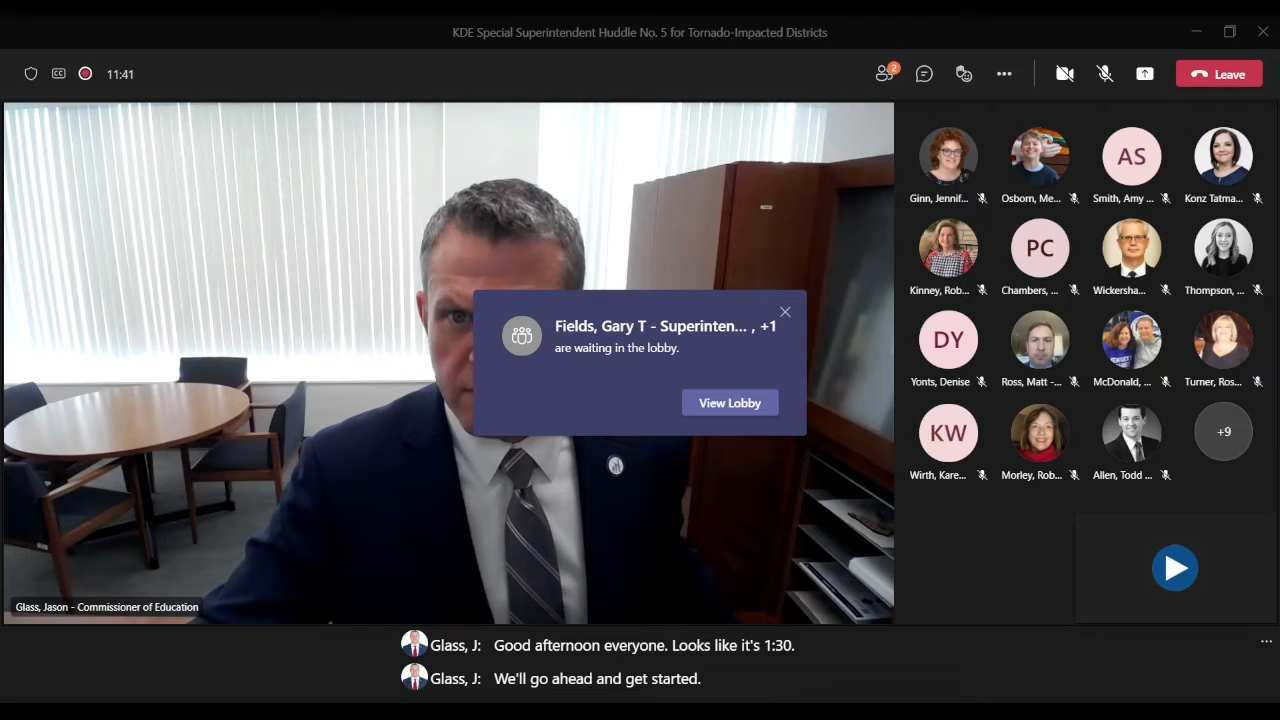 KDE Special Superintendent Huddle No. 5 for Tornado-Impacted Districts
CC
11:41
2
Leave
Fields, Gary T - Superinten... , +1
are waiting in the lobby.
View Lobby
AS
Ginn, Jennif...
Osborn, Me...
Smith, Amy ...
Konz Tatma...
PC
Kinney, Rob...
Chambers, ...
Wickersha...
Thompson, ...
DY
Yonts, Denise
Ross, Matt -...
McDonald, ...
Turner, Ros...
KW
+9
Wirth, Kare...
Morley, Rob...
Allen, Todd ...
Glass, Jason - Commissioner of Education
Glass, J: Good afternoon everyone. Looks like it's 1:30.
Glass, J: We'll go ahead and get started.